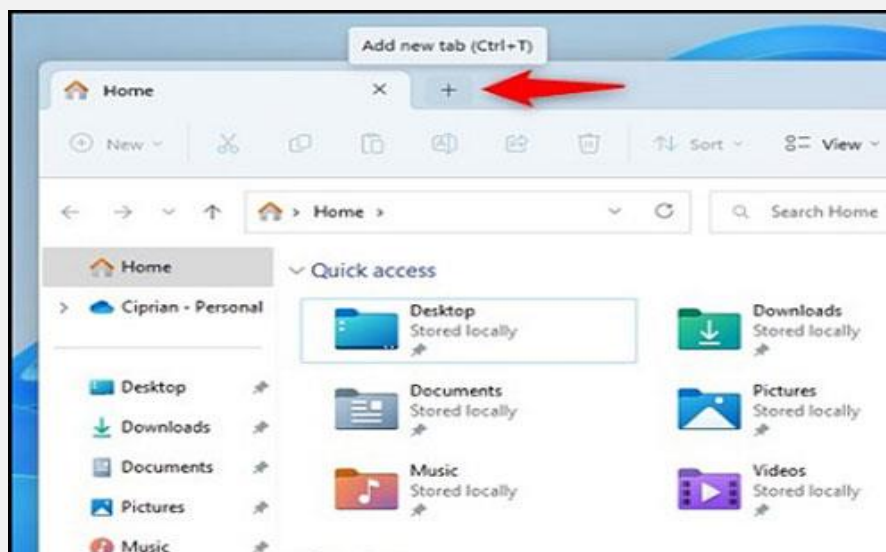 Add new tab (Ctrl+T)
Home
New
Sort
View
Home
Search Home
Home
Quick access
Ciprian - Personal
Desktop
Stored locally
Downloads
Stored locally
Desktop
Documents
Stored locally
Pictures
Stored locally
Downloads
Documents
Music
Stored locally
Videos
Stored locally
Pictures
Music